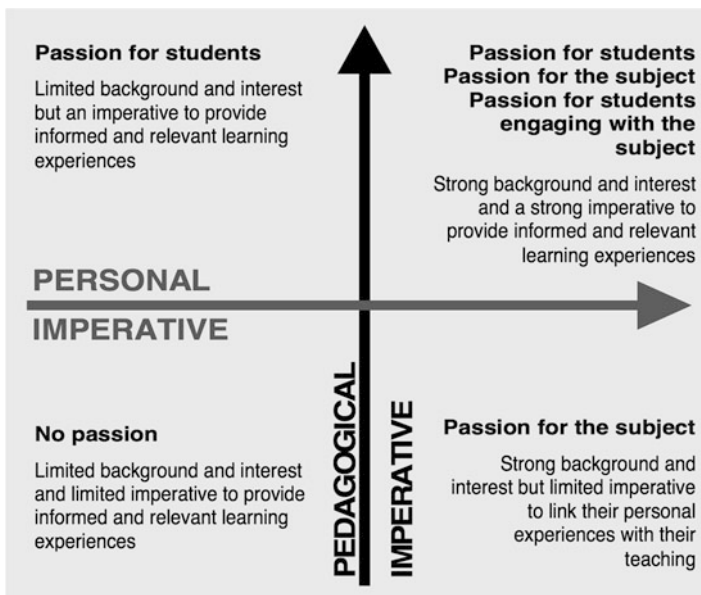 Passion for students
Limited background and interest
but an imperative to provide
informed and relevant learning
experiences
Passion for students
Passion for the subject
Passion for students
engaging with the
subject
Strong background and interest
and a strong imperative to
provide informed and relevant
learning experiences
PERSONAL
IMPERATIVE
PEDAGOGICAL
IMPERATIVE
No passion
Limited background and interest
and limited imperative to provide
informed and relevant learning
experiences
Passion for the subject
Strong background and
interest but limited imperative
to link their personal
experiences with their
teaching